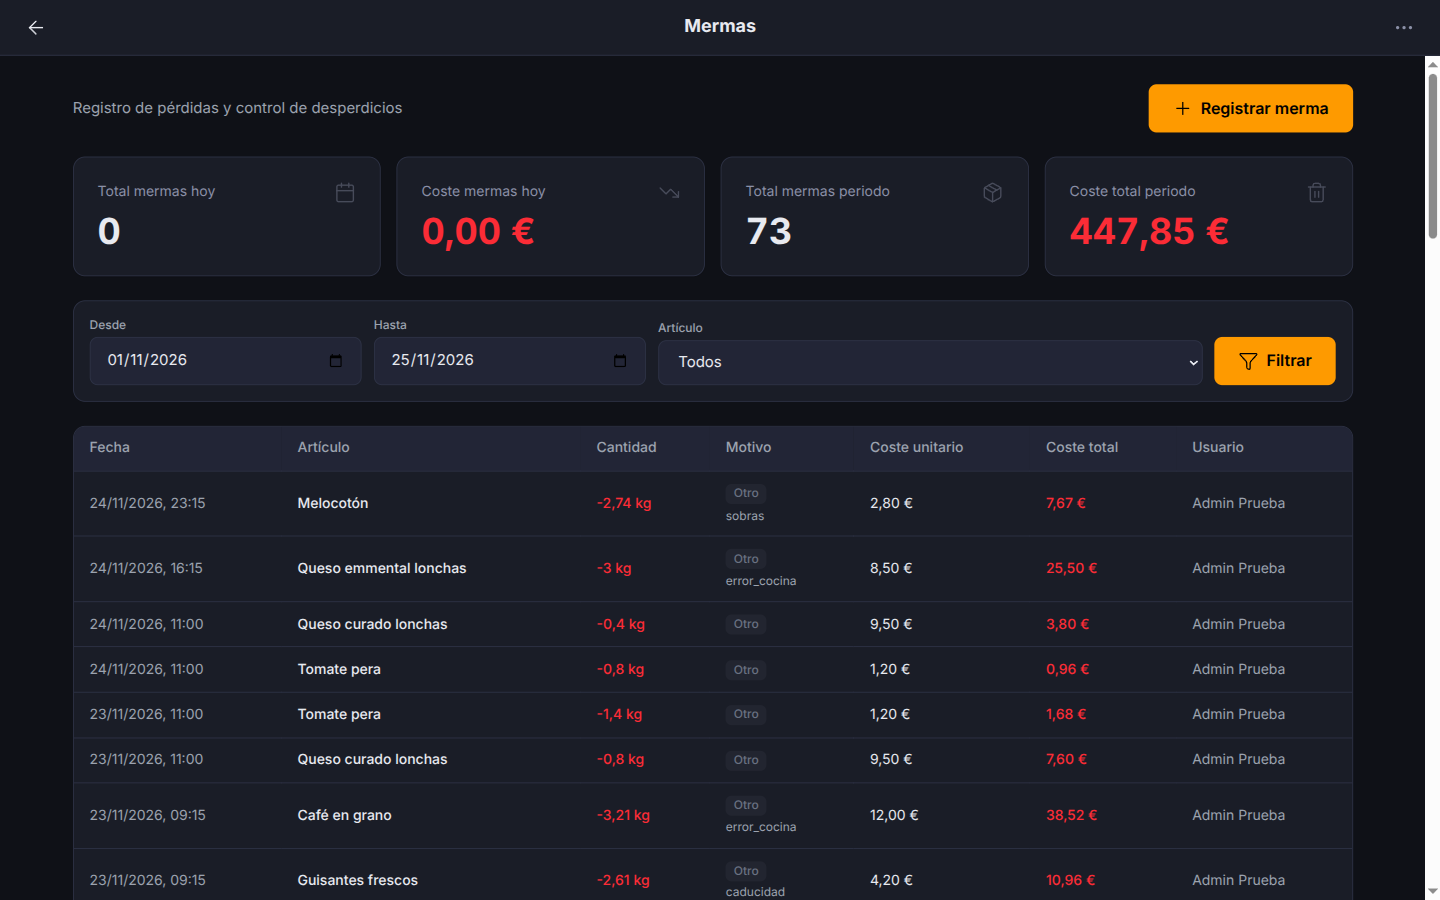 Mermas
Registro de pérdidas y control de desperdicios
Registrar merma
Total mermas hoy
0
Coste mermas hoy
0,00 €
Total mermas periodo
73
Coste total periodo
447,85 €
Desde
01/11/2026
Hasta
25/11/2026
Artículo
Todos
Filtrar
Fecha Artículo Cantidad Motivo Coste unitario Coste total Usuario
24/11/2026, 23:15 Melocotón -2,74 kg Otro 2,80 € 7,67 € Admin Prueba
sobras
24/11/2026, 16:15 Queso emmental lonchas -3 kg Otro 8,50 € 25,50 € Admin Prueba
error_cocina
24/11/2026, 11:00 Queso curado lonchas -0,4 kg Otro 9,50 € 3,80 € Admin Prueba
24/11/2026, 11:00 Tomate pera -0,8 kg Otro 1,20 € 0,96 € Admin Prueba
23/11/2026, 11:00 Tomate pera -1,4 kg Otro 1,20 € 1,68 € Admin Prueba
23/11/2026, 11:00 Queso curado lonchas -0,8 kg Otro 9,50 € 7,60 € Admin Prueba
23/11/2026, 09:15 Café en grano -3,21 kg Otro 12,00 € 38,52 € Admin Prueba
error_cocina
23/11/2026, 09:15 Guisantes frescos -2,61 kg Otro 4,20 € 10,96 € Admin Prueba
caducidad